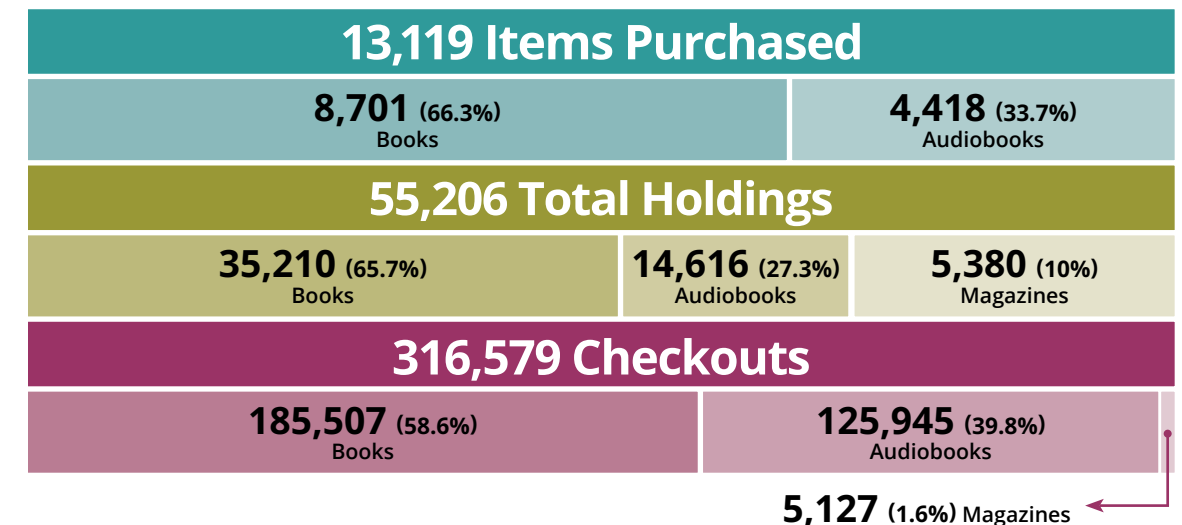 13,119 Items Purchased
8,701 (66.3%)
Books
4,418 (33.7%)
Audiobooks
55,206 Total Holdings
35,210 (65.7%)
Books
14,616 (27.3%)
Audiobooks
5,380 (10%)
Magazines
316,579 Checkouts
185,507 (58.6%)
Books
125,945 (39.8%)
Audiobooks
5,127 (1.6%) Magazines